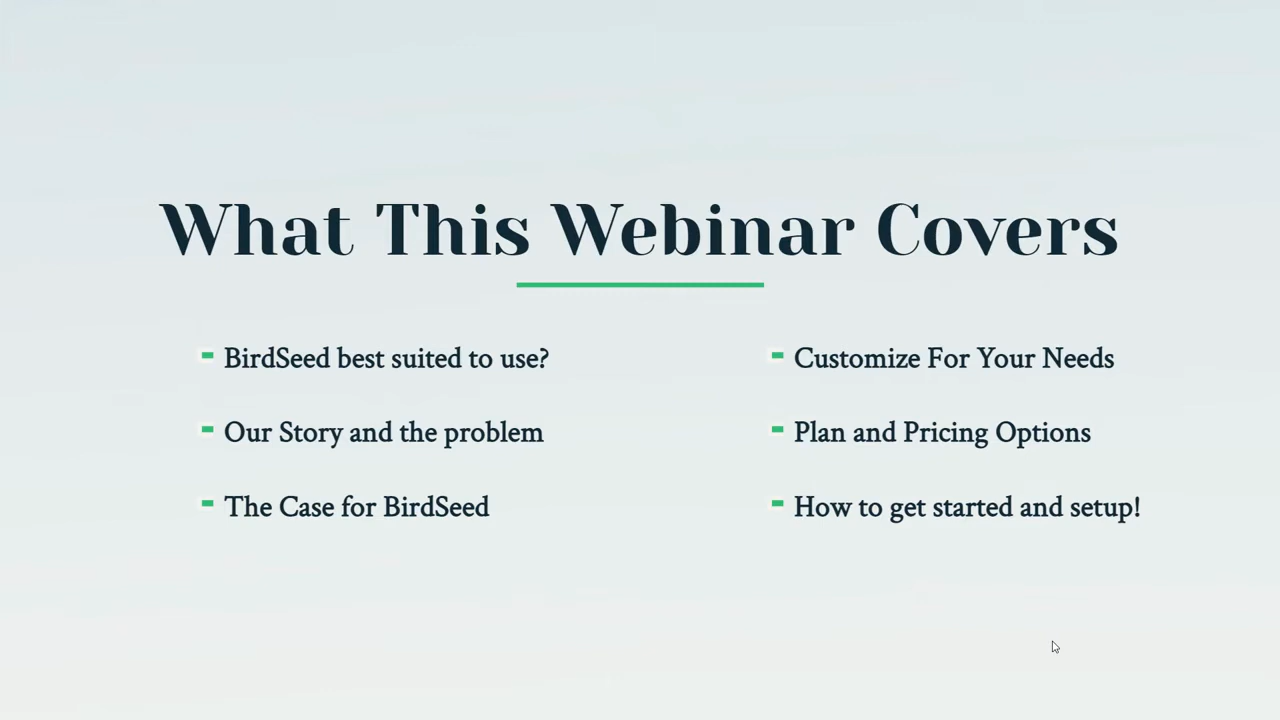 What This Webinar Covers
BirdSeed best suited to use?
Our Story and the problem
The Case for BirdSeed
Customize For Your Needs
Plan and Pricing Options
How to get started and setup!